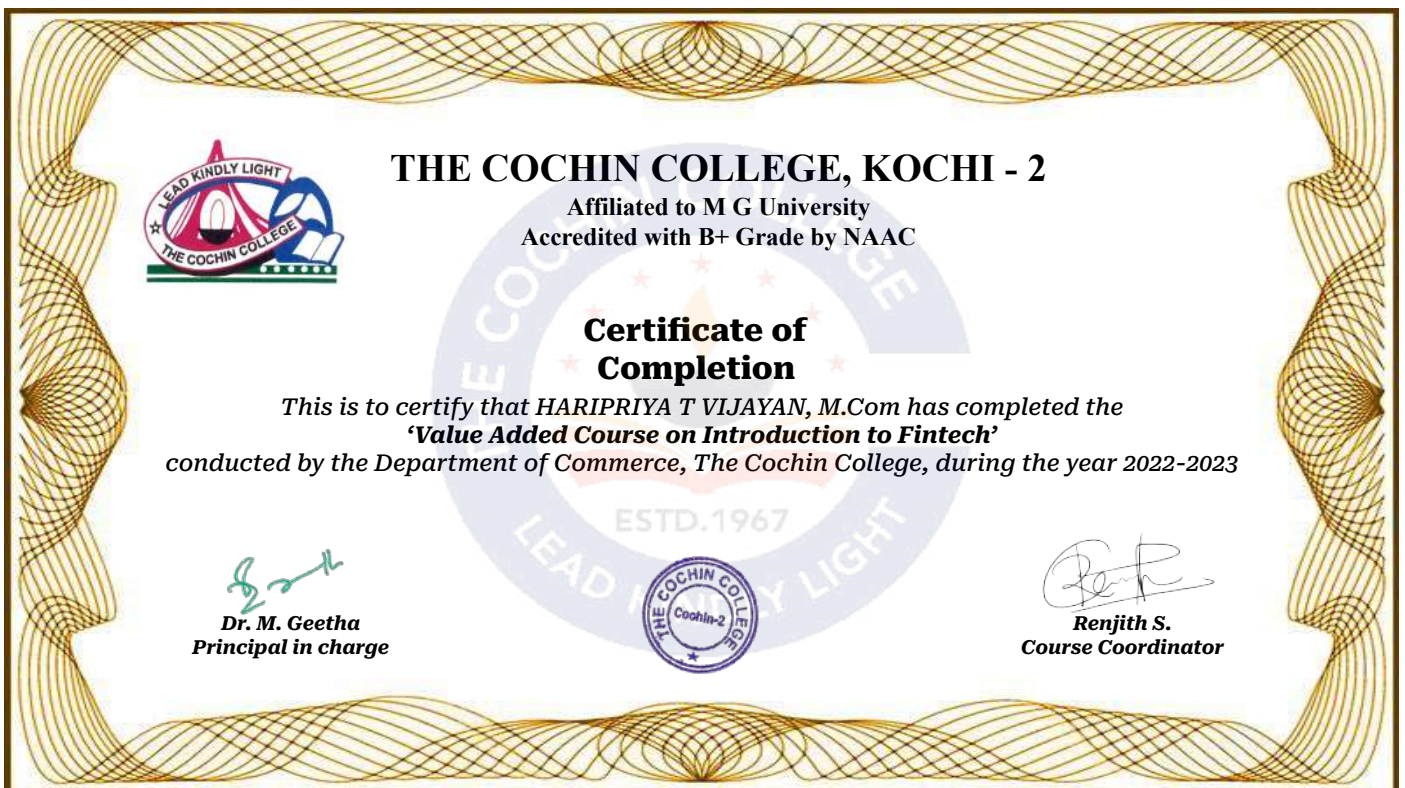 LEAD KINDLY LIGHT
THE COCHIN COLLEGE
THE COCHIN COLLEGE, KOCHI - 2
Affiliated to M G University
Accredited with B+ Grade by NAAC
THE COCHIN COLLEGE
Certificate of
Completion
This is to certify that HARIPRIYA T VIJAYAN, M.Com has completed the
‘Value Added Course on Introduction to Fintech’
conducted by the Department of Commerce, The Cochin College, during the year 2022-2023
ESTD.1967
LEAD KINDLY LIGHT
Dr. M. Geetha
Principal in charge
THE COCHIN COLLEGE
Cochin-2
Renjith S.
Course Coordinator